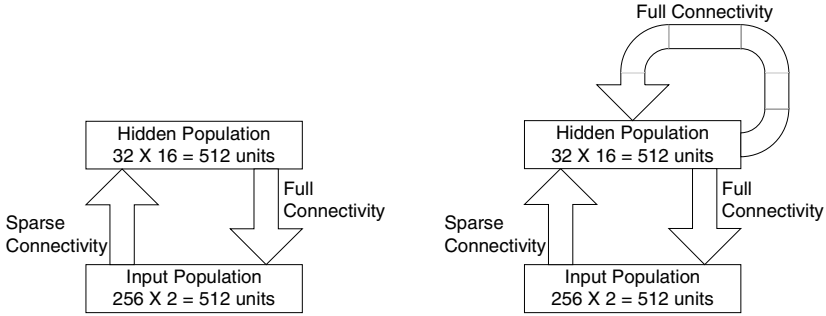 Hidden Population
32 X 16 = 512 units
Sparse
Connectivity
Full
Connectivity
Input Population
256 X 2 = 512 units
Full Connectivity
Hidden Population
32 X 16 = 512 units
Sparse
Connectivity
Full
Connectivity
Input Population
256 X 2 = 512 units